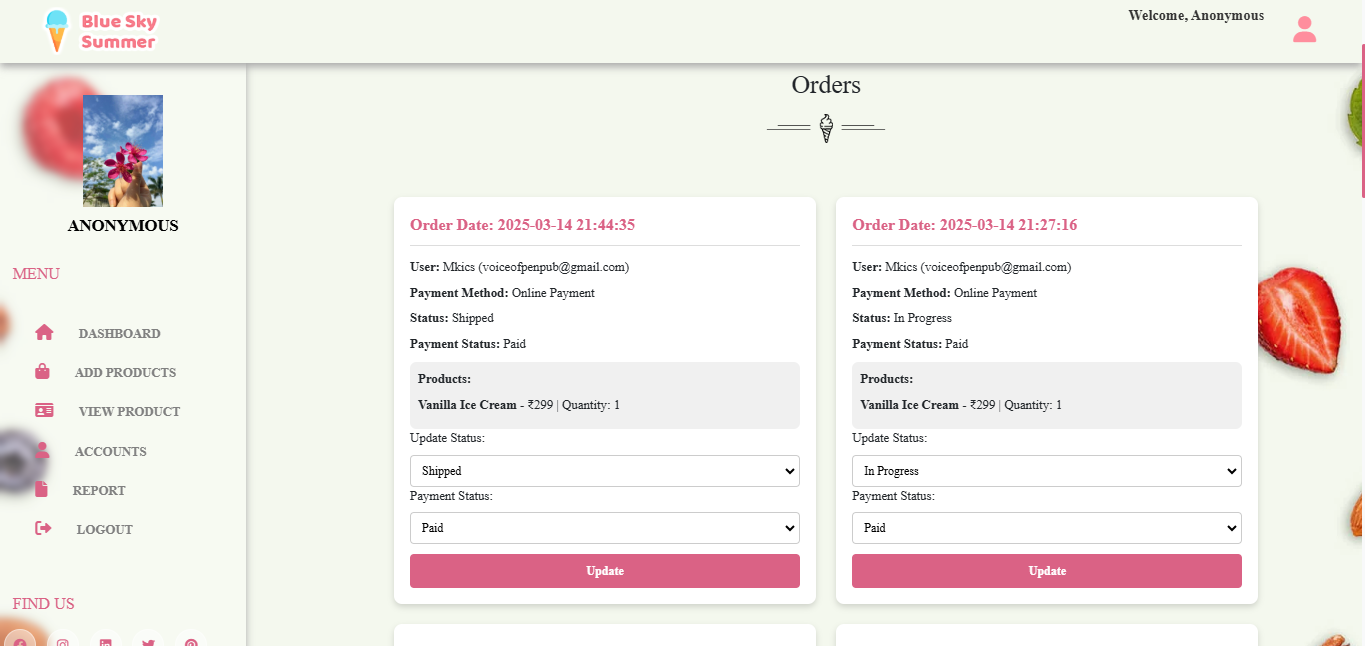 Blue Sky
Summer
Welcome, Anonymous
ANONYMOUS
MENU
DASHBOARD
ADD PRODUCTS
VIEW PRODUCT
ACCOUNTS
REPORT
LOGOUT
FIND US
Orders
Order Date: 2025-03-14 21:44:35
User: Mkics (voiceofpenpub@gmail.com)
Payment Method: Online Payment
Status: Shipped
Payment Status: Paid
Products:
Vanilla Ice Cream - ₹299 | Quantity: 1
Update Status:
Shipped
Payment Status:
Paid
Update
Order Date: 2025-03-14 21:27:16
User: Mkics (voiceofpenpub@gmail.com)
Payment Method: Online Payment
Status: In Progress
Payment Status: Paid
Products:
Vanilla Ice Cream - ₹299 | Quantity: 1
Update Status:
In Progress
Payment Status:
Paid
Update